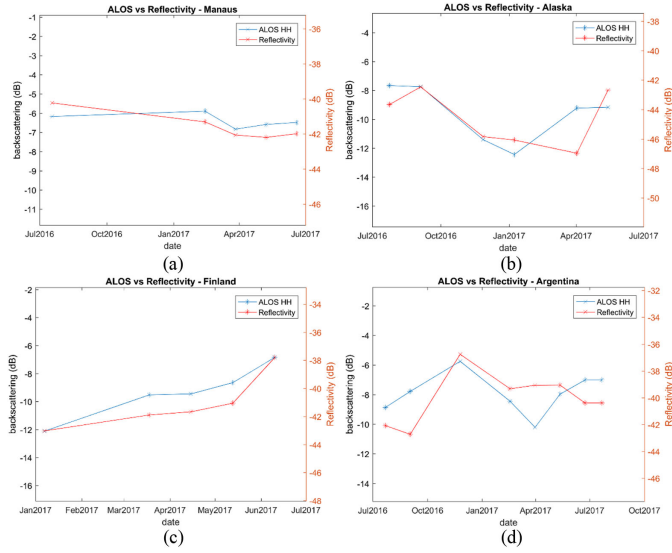 ALOS vs Reflectivity - Manaus
-1
-2
-3
-4
-5
-6
-7
-8
-9
-10
-11
backscattering (dB)
ALOS HH
Reflectivity
-36
-38
-40
-42
-44
-46
Reflectivity (dB)
Jul2016
Oct2016
Jan2017
Apr2017
Jul2017
date
(a)
ALOS vs Reflectivity - Alaska
-4
-6
-8
-10
-12
-14
-16
backscattering (dB)
ALOS HH
Reflectivity
-38
-40
-42
-44
-46
-48
-50
Reflectivity (dB)
Jul2016
Oct2016
Jan2017
Apr2017
Jul2017
date
(b)
ALOS vs Reflectivity - Finland
-2
-4
-6
-8
-10
-12
-14
-16
backscattering (dB)
ALOS HH
Reflectivity
-34
-36
-38
-40
-42
-44
-46
-48
Reflectivity (dB)
Jan2017
Feb2017
Mar2017
Apr2017
May2017
Jun2017
Jul2017
date
(c)
ALOS vs Reflectivity - Argentina
-2
-4
-6
-8
-10
-12
-14
backscattering (dB)
ALOS HH
Reflectivity
-32
-34
-36
-38
-40
-42
-44
-46
Reflectivity (dB)
Jul2016
Oct2016
Jan2017
Apr2017
Jul2017
Oct2017
date
(d)